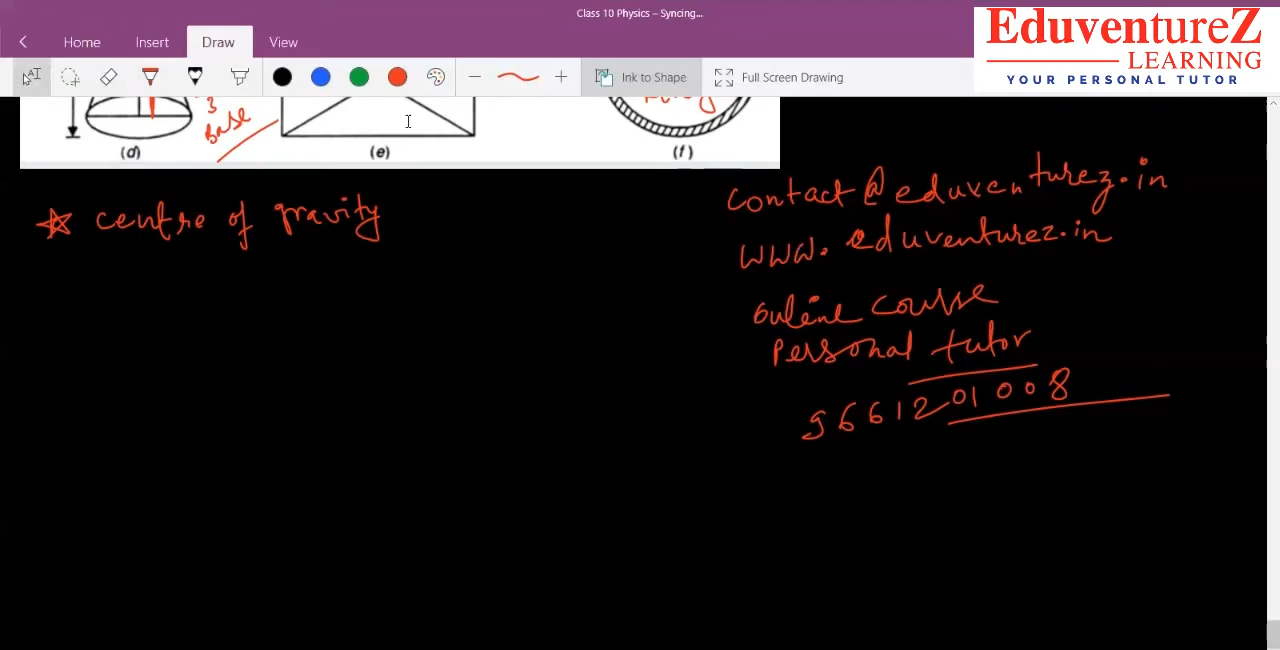 Class 10 Physics – Syncing...
EduventureZ
LEARNING
YOUR PERSONAL TUTOR
Home Insert Draw View
Ink to Shape Full Screen Drawing
3
Base
(d) (e) (f)
centre of gravity
contact@eduventurez.in
www.eduventurez.in
online course
Personal tutor
9661201008